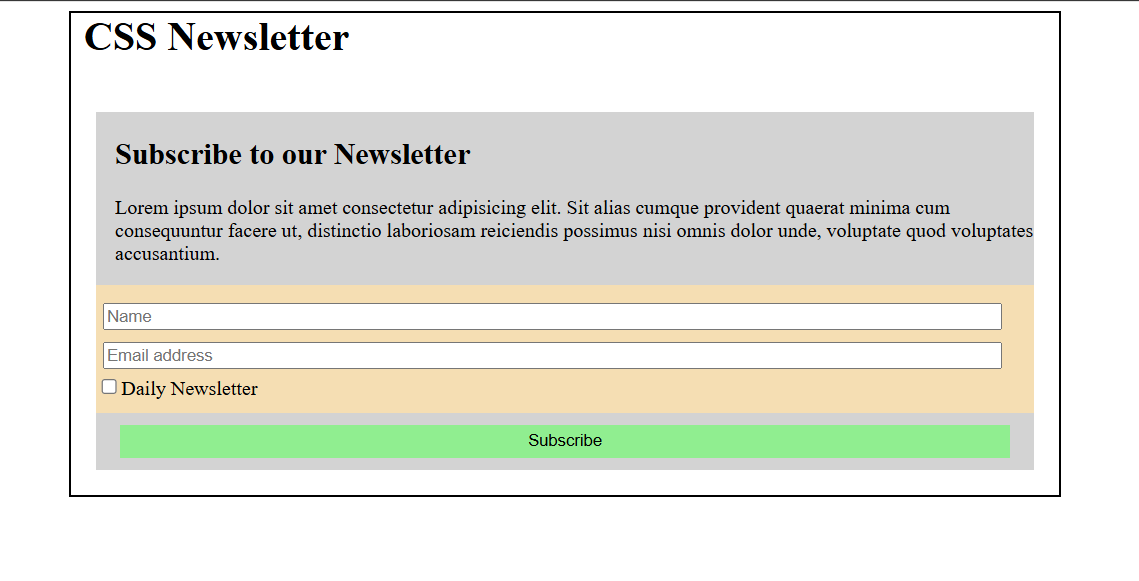 CSS Newsletter
Subscribe to our Newsletter
Lorem ipsum dolor sit amet consectetur adipisicing elit. Sit alias cumque provident quaerat minima cum
consequuntur facere ut, distinctio laboriosam reiciendis possimus nisi omnis dolor unde, voluptate quod voluptates
accusantium.
Name
Email address
Daily Newsletter
Subscribe